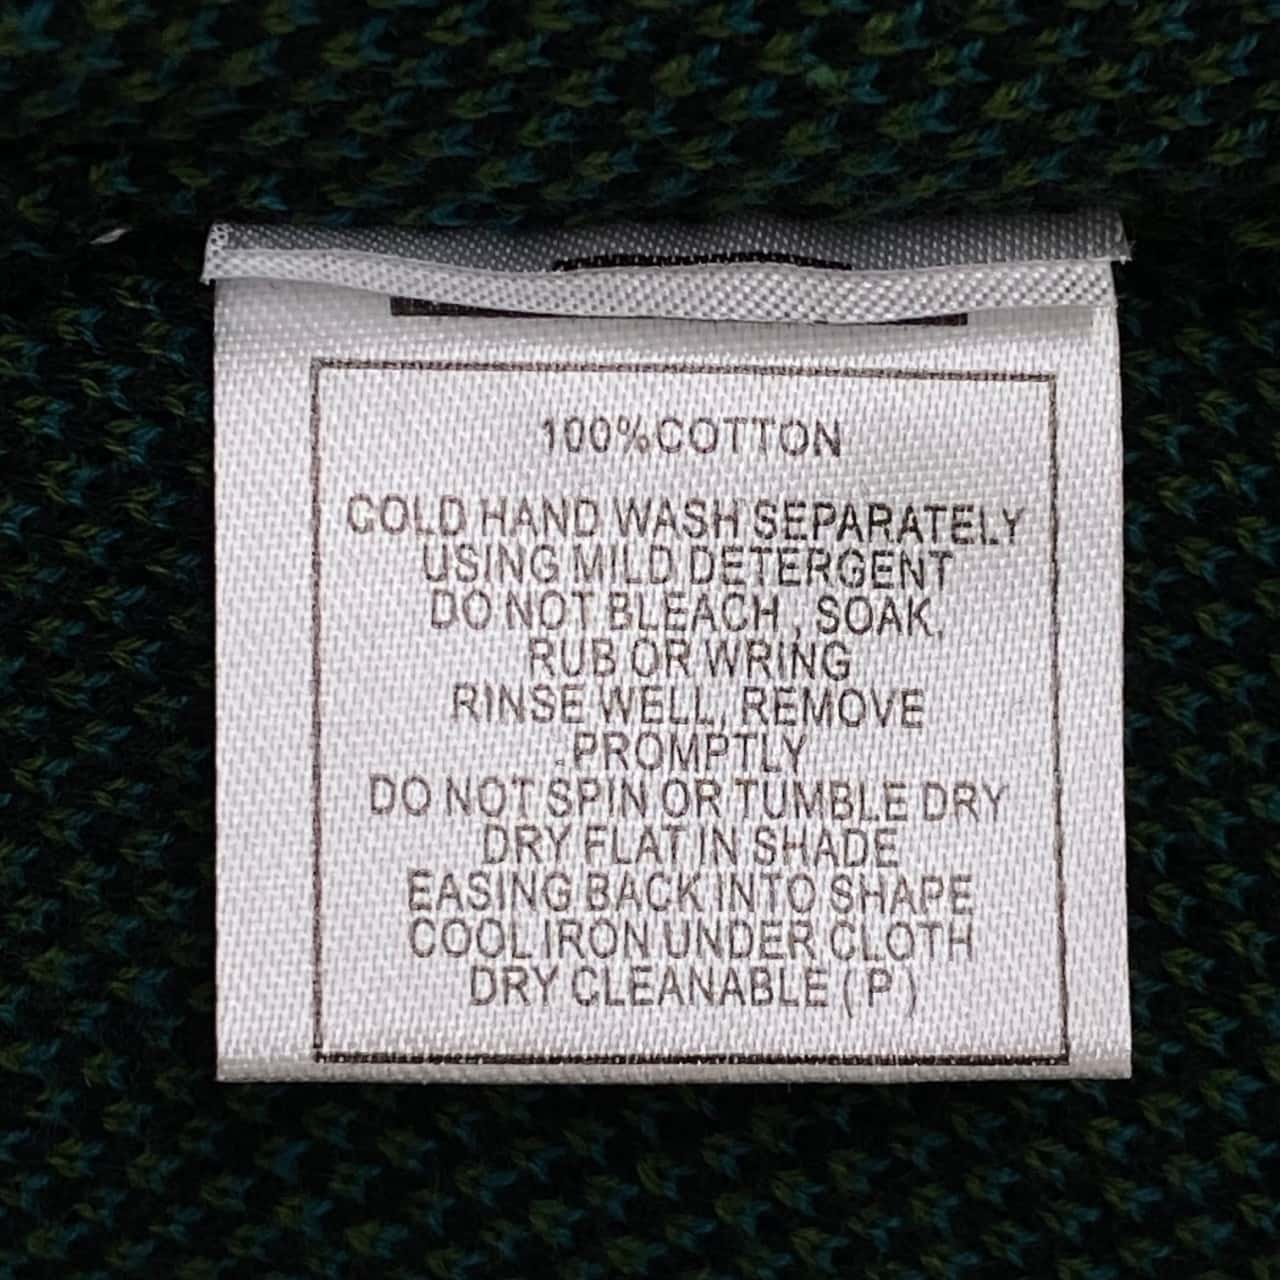 100%COTTON
COLD HAND WASH SEPARATELY
USING MILD DETERGENT
DO NOT BLEACH , SOAK,
RUB OR WRING
RINSE WELL, REMOVE
PROMPTLY
DO NOT SPIN OR TUMBLE DRY
DRY FLAT IN SHADE
EASING BACK INTO SHAPE
COOL IRON UNDER CLOTH
DRY CLEANABLE ( P )